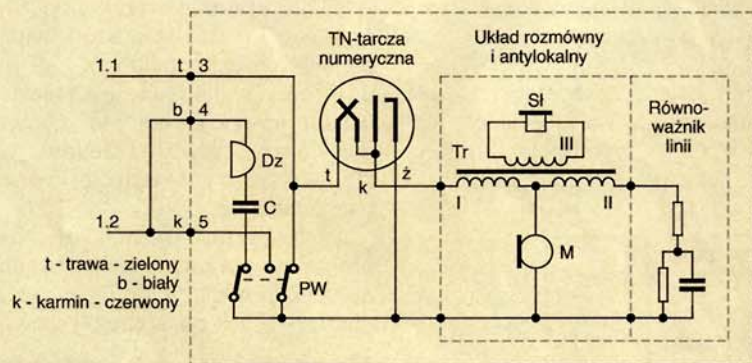 TN-tarcza
numeryczna
Układ rozmówny
i antylokalny
1.1
t
3
b
4
Dz
C
1.2
k
5
t - trawa - zielony
b - biały
k - karmin - czerwony
PW
t
k
ż
Sł
III
Tr
I
II
M
Równo-
ważnik
linii